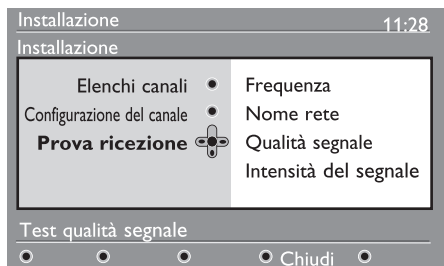 Installazione 11:28
Installazione
Elenchi canali
Configurazione del canale
Prova ricezione
Frequenza
Nome rete
Qualità segnale
Intensità del segnale
Test qualità segnale
Chiudi